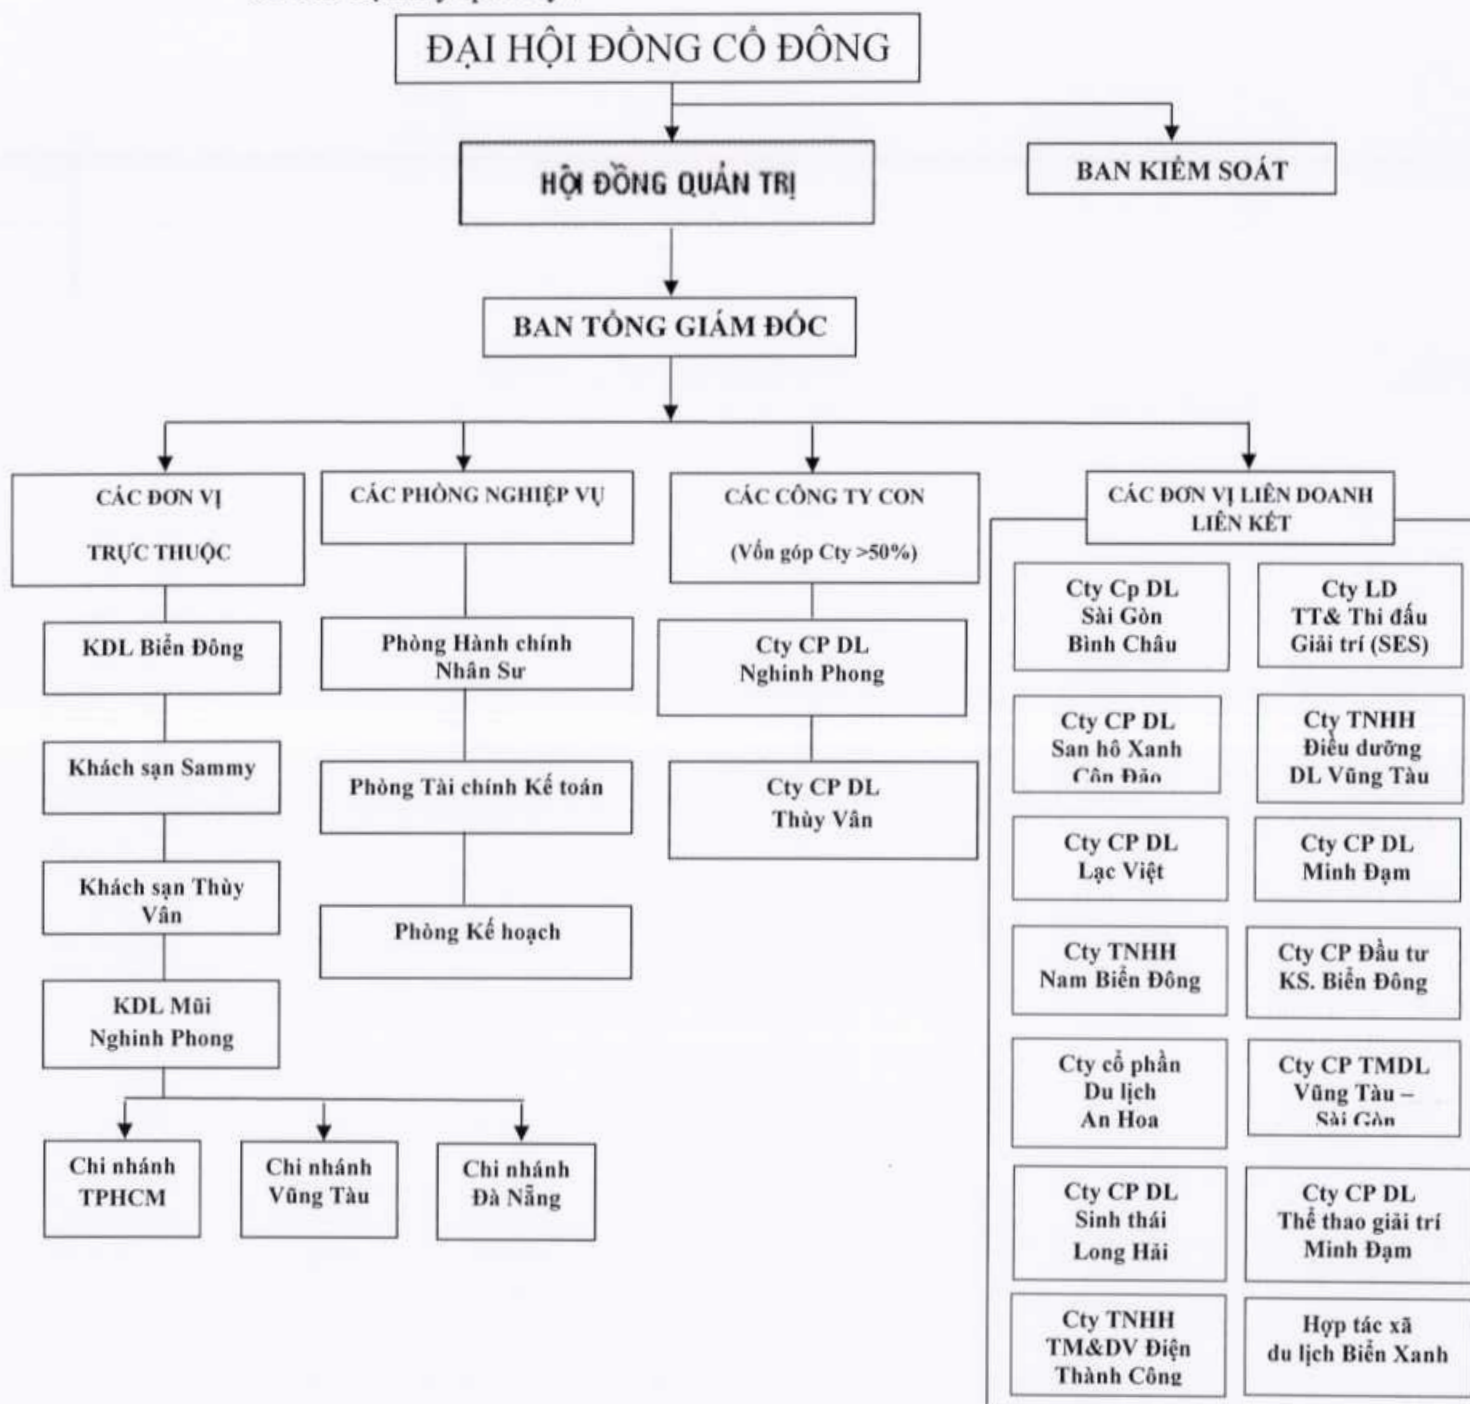 ĐẠI HỘI ĐỒNG CỔ ĐÔNG
HỘI ĐỒNG QUẢN TRỊ
BAN KIỂM SOÁT
BAN TỔNG GIÁM ĐỐC
CÁC ĐƠN VỊ
TRỰC THUỘC
KDL Biển Đông
Khách sạn Sammy
Khách sạn Thùy
Vân
KDL Mũi
Nghinh Phong
Chi nhánh
TPHCM
Chi nhánh
Vũng Tàu
Chi nhánh
Đà Nẵng
CÁC PHÒNG NGHIỆP VỤ
Phòng Hành chính
Nhân Sư
Phòng Tài chính Kế toán
Phòng Kế hoạch
CÁC CÔNG TY CON
(Vốn góp Cty >50%)
Cty CP DL
Nghinh Phong
Cty CP DL
Thùy Vân
CÁC ĐƠN VỊ LIÊN DOANH
LIÊN KẾT
Cty Cp DL
Sài Gòn
Bình Châu
Cty LD
TT& Thi đấu
Giải trí (SES)
Cty CP DL
San hô Xanh
Côn Đảo
Cty TNHH
Điều dưỡng
DL Vũng Tàu
Cty CP DL
Lạc Việt
Cty CP DL
Minh Đạm
Cty TNHH
Nam Biển Đông
Cty CP Đầu tư
KS. Biển Đông
Cty cổ phần
Du lịch
An Hoa
Cty CP TMDL
Vũng Tàu –
Sài Gòn
Cty CP DL
Sinh thái
Long Hải
Cty CP DL
Thể thao giải trí
Minh Đạm
Cty TNHH
TM&DV Điện
Thành Công
Hợp tác xã
du lịch Biển Xanh